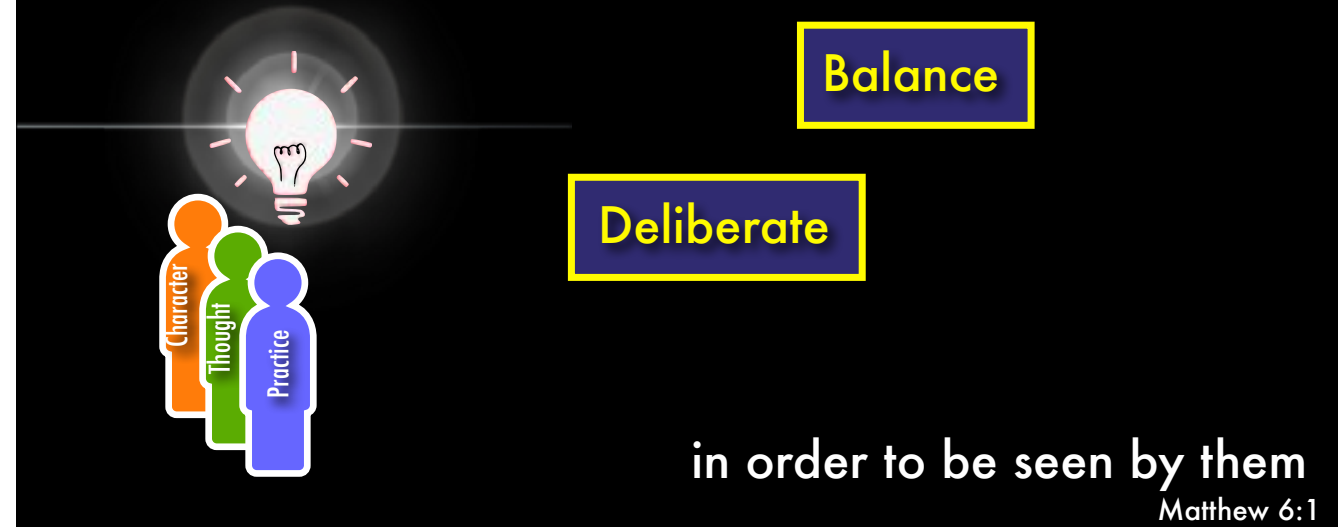 Balance
Deliberate
Character
Thought
Practice
in order to be seen by them
Matthew 6:1